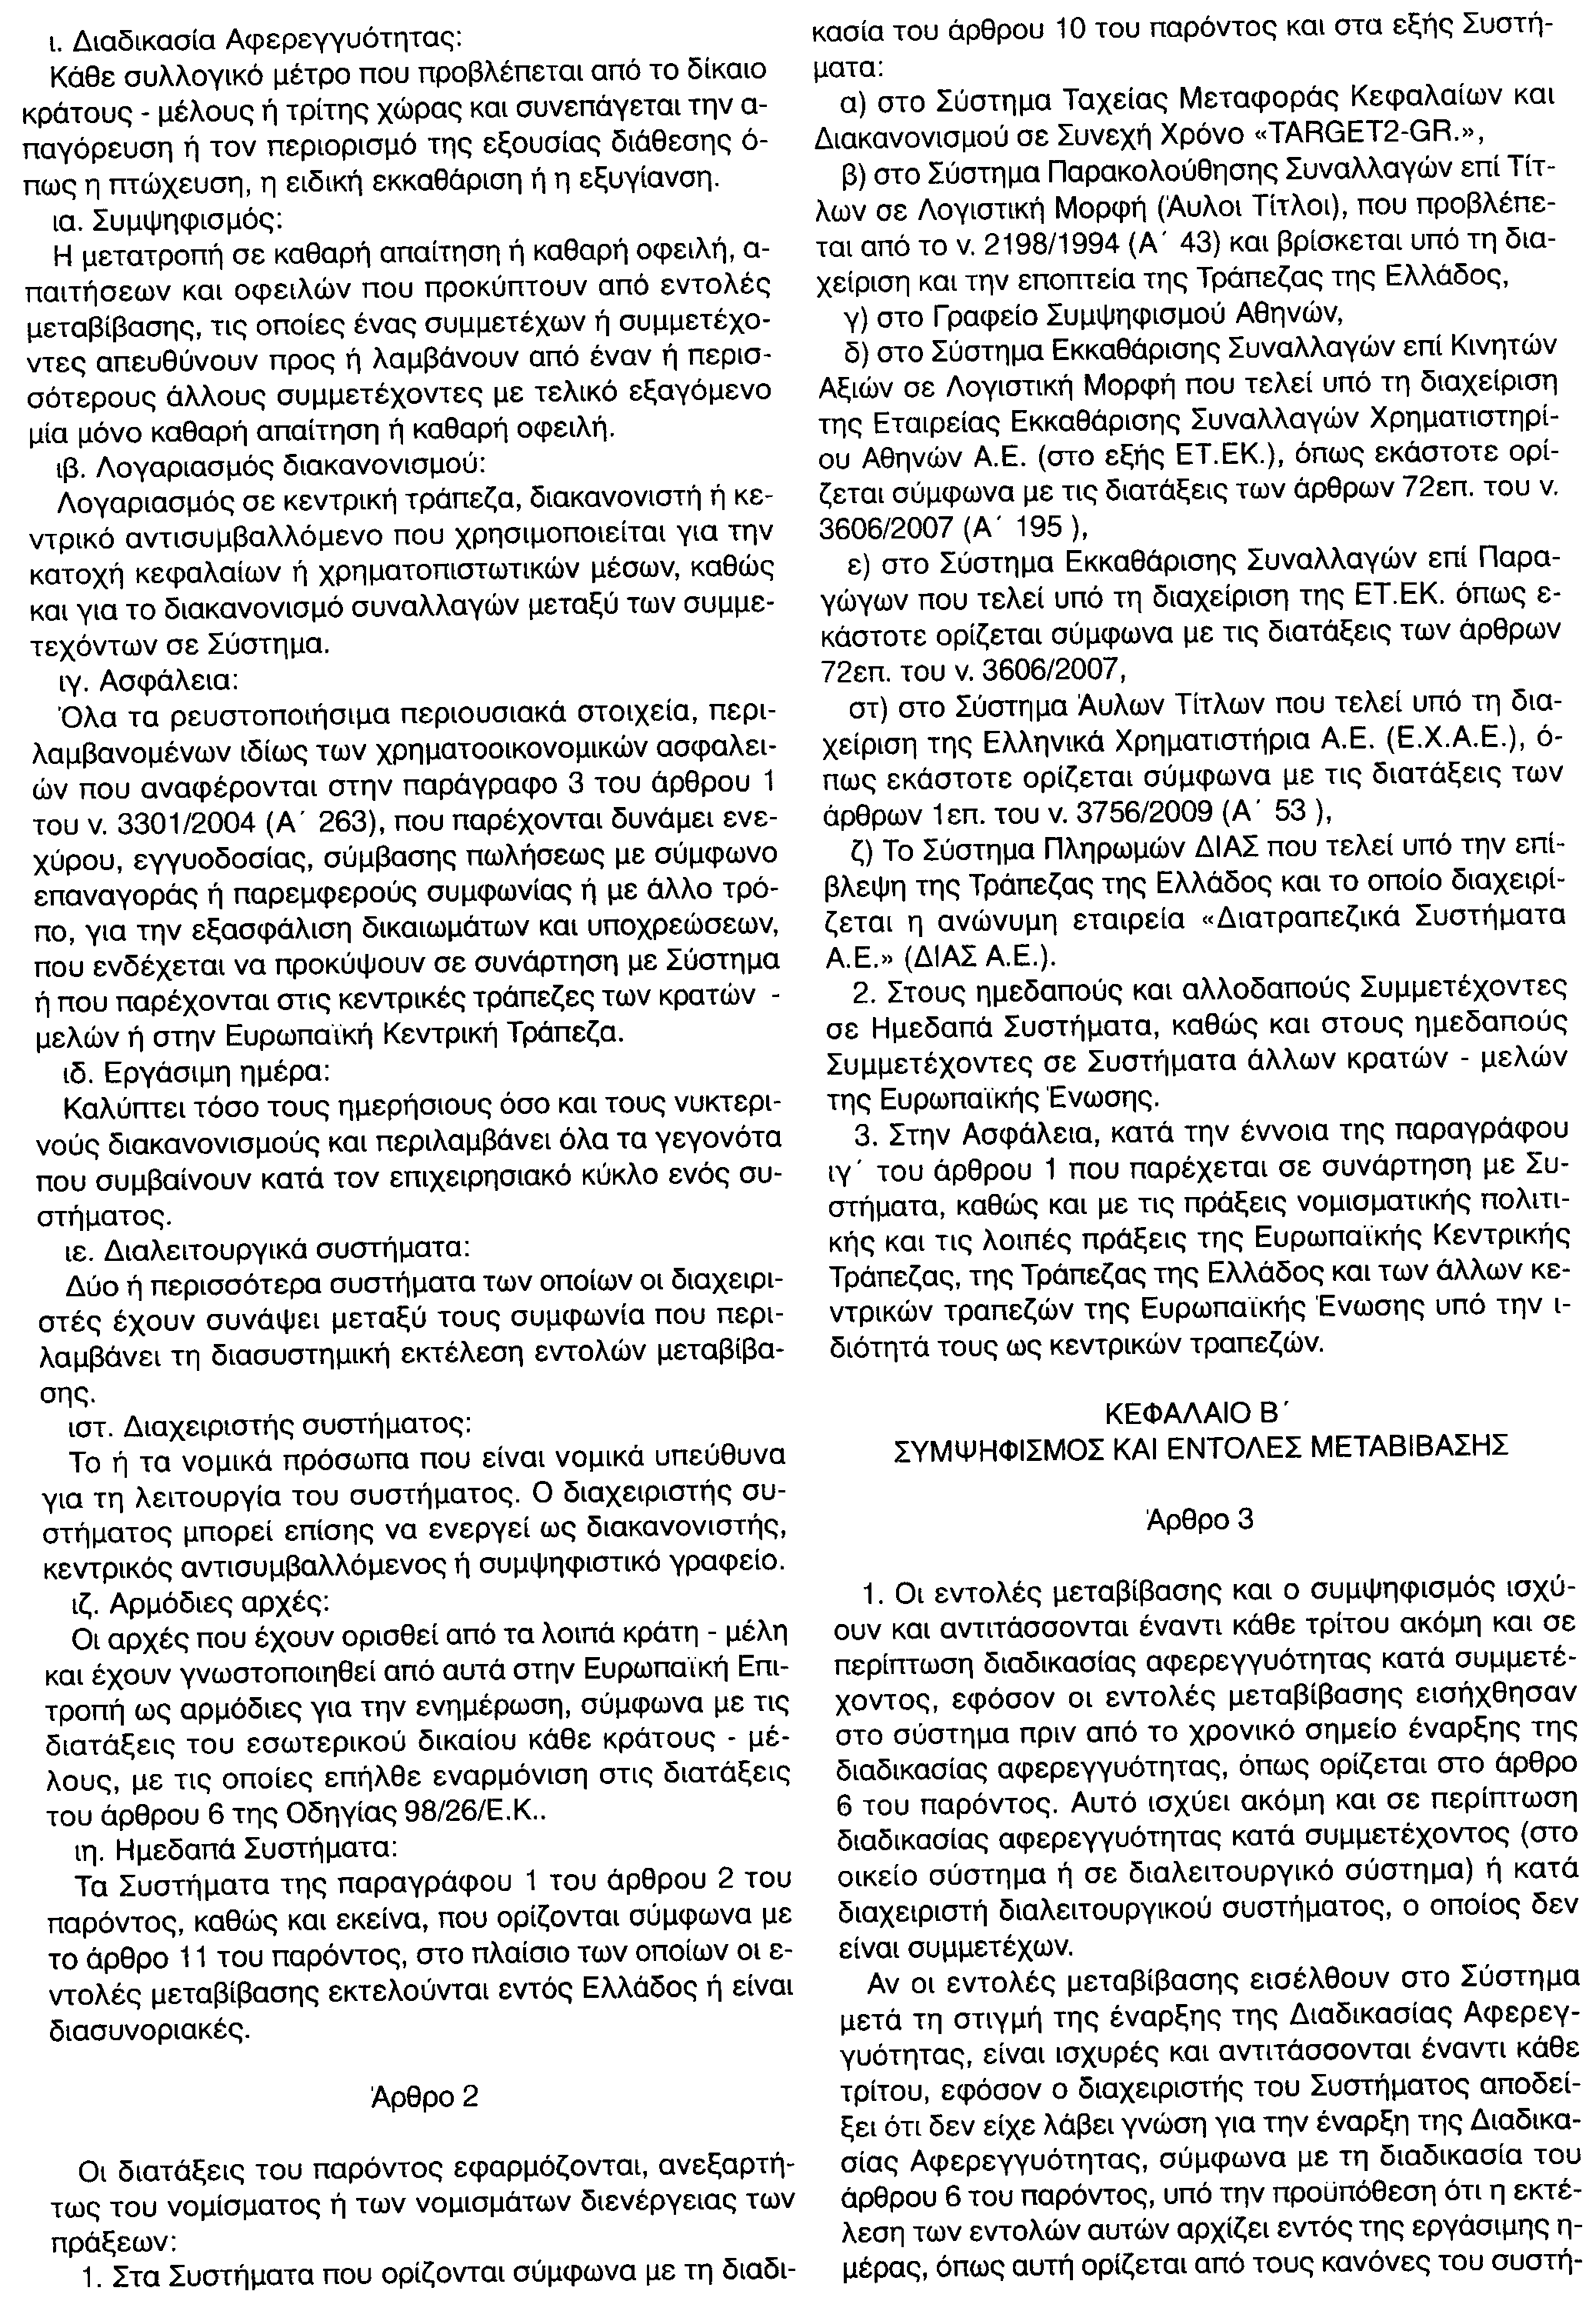 ι. Διαδικασία Αφερεγγυότητας:
Κάθε συλλογικό μέτρο που προβλέπεται από το δίκαιο
κράτους - μέλους ή τρίτης χώρας και συνεπάγεται την α-
παγόρευση ή τον περιορισμό της εξουσίας διάθεσης ό-
πως η πτώχευση, η ειδική εκκαθάριση ή η εξυγίανση.
ια. Συμψηφισμός:
Η μετατροπή σε καθαρή απαίτηση ή καθαρή οφειλή, α-
παιτήσεων και οφειλών που προκύπτουν από εντολές
μεταβίβασης, τις οποίες ένας συμμετέχων ή συμμετέχο-
ντες απευθύνουν προς ή λαμβάνουν από έναν ή περισ-
σότερους άλλους συμμετέχοντες με τελικό εξαγόμενο
μία μόνο καθαρή απαίτηση ή καθαρή οφειλή.
ιβ. Λογαριασμός διακανονισμού:
Λογαριασμός σε κεντρική τράπεζα, διακανονιστή ή κε-
ντρικό αντισυμβαλλόμενο που χρησιμοποιείται για την
κατοχή κεφαλαίων ή χρηματοπιστωτικών μέσων, καθώς
και για το διακανονισμό συναλλαγών μεταξύ των συμμε-
τεχόντων σε Σύστημα.
ιγ. Ασφάλεια:
Όλα τα ρευστοποιήσιμα περιουσιακά στοιχεία, περι-
λαμβανομένων ιδίως των χρηματοοικονομικών ασφαλει-
ών που αναφέρονται στην παράγραφο 3 του άρθρου 1
του ν. 3301/2004 (Α΄ 263), που παρέχονται δυνάμει ενε-
χύρου, εγγυοδοσίας, σύμβασης πωλήσεως με σύμφωνο
επαναγοράς ή παρεμφερούς συμφωνίας ή με άλλο τρό-
πο, για την εξασφάλιση δικαιωμάτων και υποχρεώσεων,
που ενδέχεται να προκύψουν σε συνάρτηση με Σύστημα
ή που παρέχονται στις κεντρικές τράπεζες των κρατών -
μελών ή στην Ευρωπαϊκή Κεντρική Τράπεζα.
ιδ. Εργάσιμη ημέρα:
Καλύπτει τόσο τους ημερήσιους όσο και τους νυκτερι-
νούς διακανονισμούς και περιλαμβάνει όλα τα γεγονότα
που συμβαίνουν κατά τον επιχειρησιακό κύκλο ενός συ-
στήματος.
ιε. Διαλειτουργικά συστήματα:
Δύο ή περισσότερα συστήματα των οποίων οι διαχειρι-
στές έχουν συνάψει μεταξύ τους συμφωνία που περι-
λαμβάνει τη διασυστημική εκτέλεση εντολών μεταβίβα-
σης.
ιστ. Διαχειριστής συστήματος:
Το ή τα νομικά πρόσωπα που είναι νομικά υπεύθυνα
για τη λειτουργία του συστήματος. Ο διαχειριστής συ-
στήματος μπορεί επίσης να ενεργεί ως διακανονιστής,
κεντρικός αντισυμβαλλόμενος ή συμψηφιστικό γραφείο.
ιζ. Αρμόδιες αρχές:
Οι αρχές που έχουν ορισθεί από τα λοιπά κράτη - μέλη
και έχουν γνωστοποιηθεί από αυτά στην Ευρωπαϊκή Επι-
τροπή ως αρμόδιες για την ενημέρωση, σύμφωνα με τις
διατάξεις του εσωτερικού δικαίου κάθε κράτους - μέ-
λους, με τις οποίες επήλθε εναρμόνιση στις διατάξεις
του άρθρου 6 της Οδηγίας 98/26/Ε.Κ..
ιη. Ημεδαπά Συστήματα:
Τα Συστήματα της παραγράφου 1 του άρθρου 2 του
παρόντος, καθώς και εκείνα, που ορίζονται σύμφωνα με
το άρθρο 11 του παρόντος, στο πλαίσιο των οποίων οι ε-
ντολές μεταβίβασης εκτελούνται εντός Ελλάδος ή είναι
διασυνοριακές.
Άρθρο 2
Οι διατάξεις του παρόντος εφαρμόζονται, ανεξαρτή-
τως του νομίσματος ή των νομισμάτων διενέργειας των
πράξεων:
1. Στα Συστήματα που ορίζονται σύμφωνα με τη διαδι-
κασία του άρθρου 10 του παρόντος και στα εξής Συστή-
ματα:
α) στο Σύστημα Ταχείας Μεταφοράς Κεφαλαίων και
Διακανονισμού σε Συνεχή Χρόνο «TARGET2-GR.»,
β) στο Σύστημα Παρακολούθησης Συναλλαγών επί Τίτ-
λων σε Λογιστική Μορφή (Άυλοι Τίτλοι), που προβλέπε-
ται από το ν. 2198/1994 (Α΄ 43) και βρίσκεται υπό τη δια-
χείριση και την εποπτεία της Τράπεζας της Ελλάδος,
γ) στο Γραφείο Συμψηφισμού Αθηνών,
δ) στο Σύστημα Εκκαθάρισης Συναλλαγών επί Κινητών
Αξιών σε Λογιστική Μορφή που τελεί υπό τη διαχείριση
της Εταιρείας Εκκαθάρισης Συναλλαγών Χρηματιστηρί-
ου Αθηνών Α.Ε. (στο εξής ΕΤ.ΕΚ.), όπως εκάστοτε ορί-
ζεται σύμφωνα με τις διατάξεις των άρθρων 72επ. του ν.
3606/2007 (Α΄ 195 ),
ε) στο Σύστημα Εκκαθάρισης Συναλλαγών επί Παρα-
γώγων που τελεί υπό τη διαχείριση της ΕΤ.ΕΚ. όπως ε-
κάστοτε ορίζεται σύμφωνα με τις διατάξεις των άρθρων
72επ. του ν. 3606/2007,
στ) στο Σύστημα Άυλων Τίτλων που τελεί υπό τη δια-
χείριση της Ελληνικά Χρηματιστήρια Α.Ε. (Ε.Χ.Α.Ε.), ό-
πως εκάστοτε ορίζεται σύμφωνα με τις διατάξεις των
άρθρων 1επ. του ν. 3756/2009 (Α΄ 53 ),
ζ) Το Σύστημα Πληρωμών ΔΙΑΣ που τελεί υπό την επί-
βλεψη της Τράπεζας της Ελλάδος και το οποίο διαχειρί-
ζεται η ανώνυμη εταιρεία «Διατραπεζικά Συστήματα
Α.Ε.» (ΔΙΑΣ Α.Ε.).
2. Στους ημεδαπούς και αλλοδαπούς Συμμετέχοντες
σε Ημεδαπά Συστήματα, καθώς και στους ημεδαπούς
Συμμετέχοντες σε Συστήματα άλλων κρατών - μελών
της Ευρωπαϊκής Ένωσης.
3. Στην Ασφάλεια, κατά την έννοια της παραγράφου
ιγ΄ του άρθρου 1 που παρέχεται σε συνάρτηση με Συ-
στήματα, καθώς και με τις πράξεις νομισματικής πολιτι-
κής και τις λοιπές πράξεις της Ευρωπαϊκής Κεντρικής
Τράπεζας, της Τράπεζας της Ελλάδος και των άλλων κε-
ντρικών τραπεζών της Ευρωπαϊκής Ένωσης υπό την ι-
διότητά τους ως κεντρικών τραπεζών.
ΚΕΦΑΛΑΙΟ Β΄
ΣΥΜΨΗΦΙΣΜΟΣ ΚΑΙ ΕΝΤΟΛΕΣ ΜΕΤΑΒΙΒΑΣΗΣ
Άρθρο 3
1. Οι εντολές μεταβίβασης και ο συμψηφισμός ισχύ-
ουν και αντιτάσσονται έναντι κάθε τρίτου ακόμη και σε
περίπτωση διαδικασίας αφερεγγυότητας κατά συμμετέ-
χοντος, εφόσον οι εντολές μεταβίβασης εισήχθησαν
στο σύστημα πριν από το χρονικό σημείο έναρξης της
διαδικασίας αφερεγγυότητας, όπως ορίζεται στο άρθρο
6 του παρόντος. Αυτό ισχύει ακόμη και σε περίπτωση
διαδικασίας αφερεγγυότητας κατά συμμετέχοντος (στο
οικείο σύστημα ή σε διαλειτουργικό σύστημα) ή κατά
διαχειριστή διαλειτουργικού συστήματος, ο οποίος δεν
είναι συμμετέχων.
Αν οι εντολές μεταβίβασης εισέλθουν στο Σύστημα
μετά τη στιγμή της έναρξης της Διαδικασίας Αφερεγ-
γυότητας, είναι ισχυρές και αντιτάσσονται έναντι κάθε
τρίτου, εφόσον ο διαχειριστής του Συστήματος αποδεί-
ξει ότι δεν είχε λάβει γνώση για την έναρξη της Διαδικα-
σίας Αφερεγγυότητας, σύμφωνα με τη διαδικασία του
άρθρου 6 του παρόντος, υπό την προϋπόθεση ότι η εκτέ-
λεση των εντολών αυτών αρχίζει εντός της εργάσιμης η-
μέρας, όπως αυτή ορίζεται από τους κανόνες του συστή-